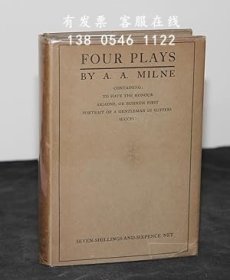 有发票 客服在线
138 0546 1122
FOUR PLAYS
BY A. A. MILNE
CONTAINING:
TO HAVE THE HONOUR
ARIADNE, OR BUSINESS FIRST
PORTRAIT OF A GENTLEMAN IN SLIPPERS
SUCCESS
SEVEN SHILLINGS AND SIXPENCE NET